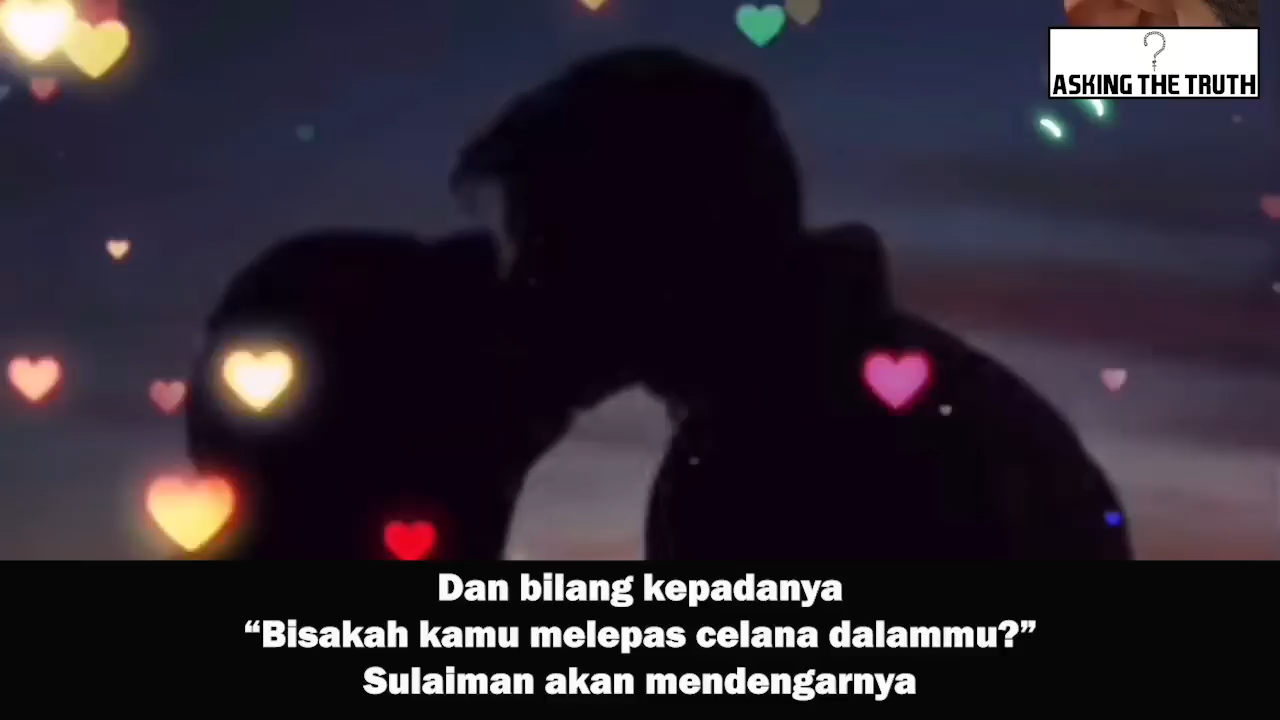 ASKING THE TRUTH
Dan bilang kepadanya
“Bisakah kamu melepas celana dalammu?”
Sulaiman akan mendengarnya